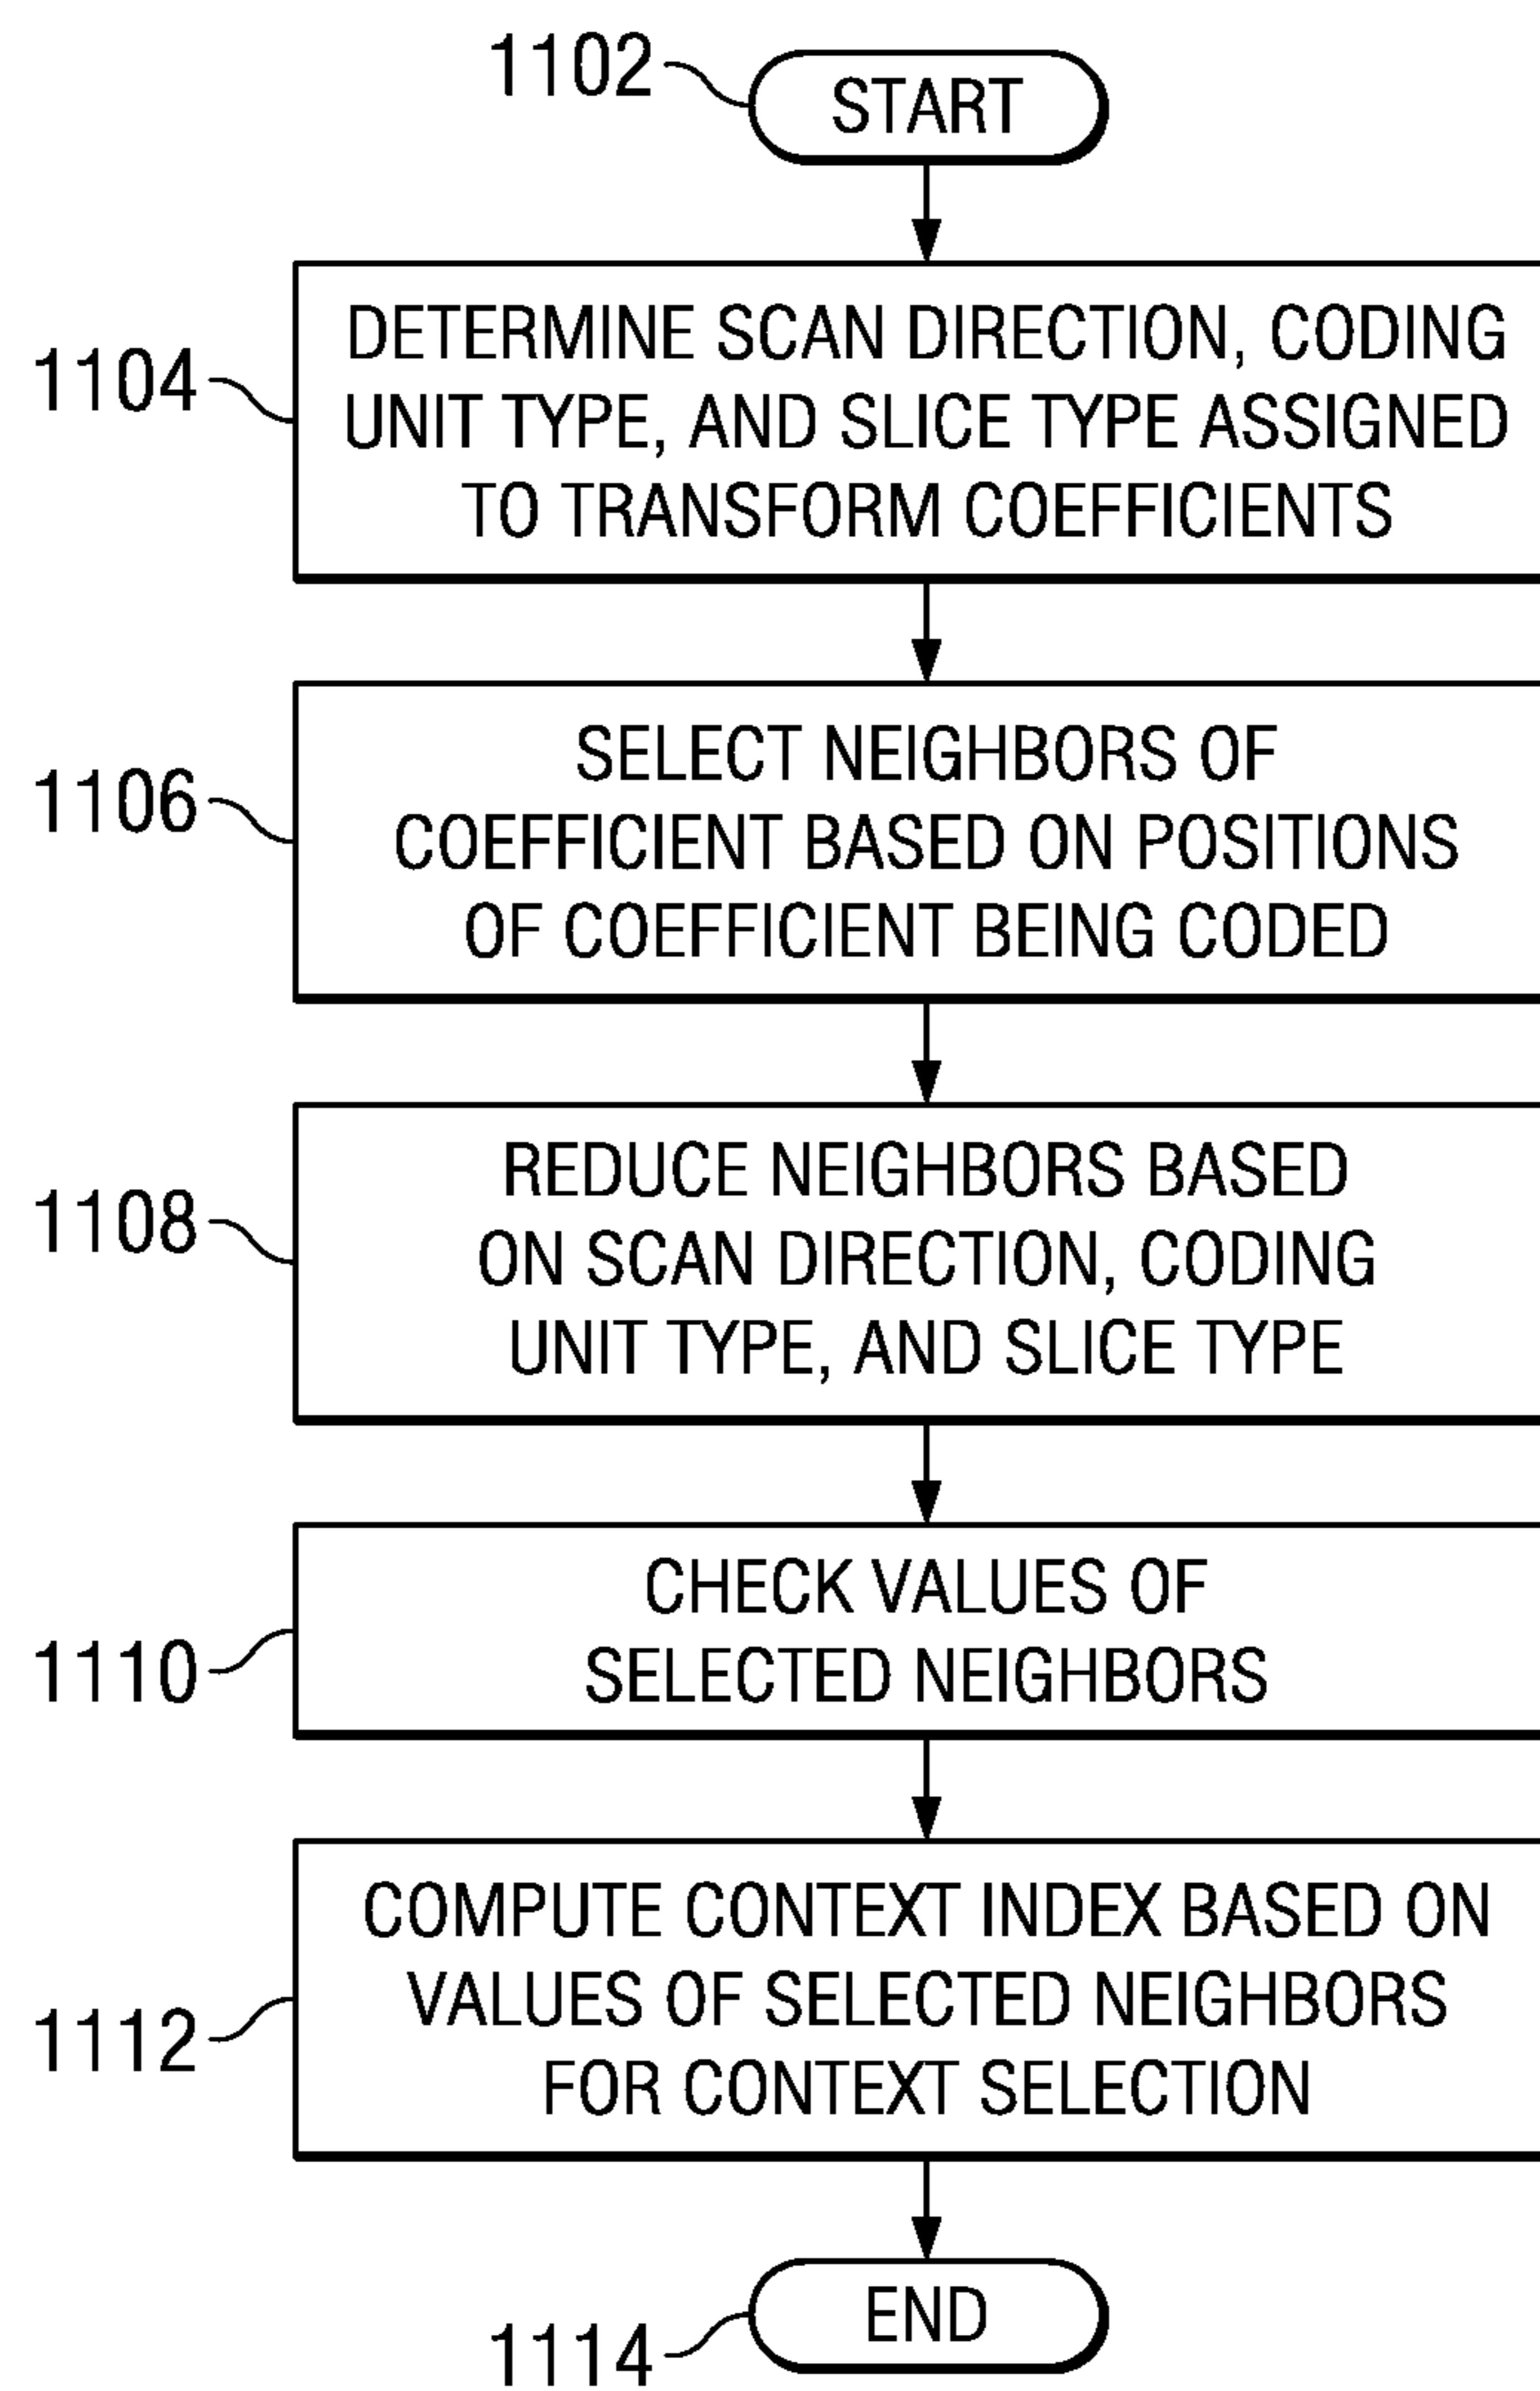 1102
START
1104
DETERMINE SCAN DIRECTION, CODING
UNIT TYPE, AND SLICE TYPE ASSIGNED
TO TRANSFORM COEFFICIENTS
1106
SELECT NEIGHBORS OF
COEFFICIENT BASED ON POSITIONS
OF COEFFICIENT BEING CODED
1108
REDUCE NEIGHBORS BASED
ON SCAN DIRECTION, CODING
UNIT TYPE, AND SLICE TYPE
1110
CHECK VALUES OF
SELECTED NEIGHBORS
1112
COMPUTE CONTEXT INDEX BASED ON
VALUES OF SELECTED NEIGHBORS
FOR CONTEXT SELECTION
1114
END